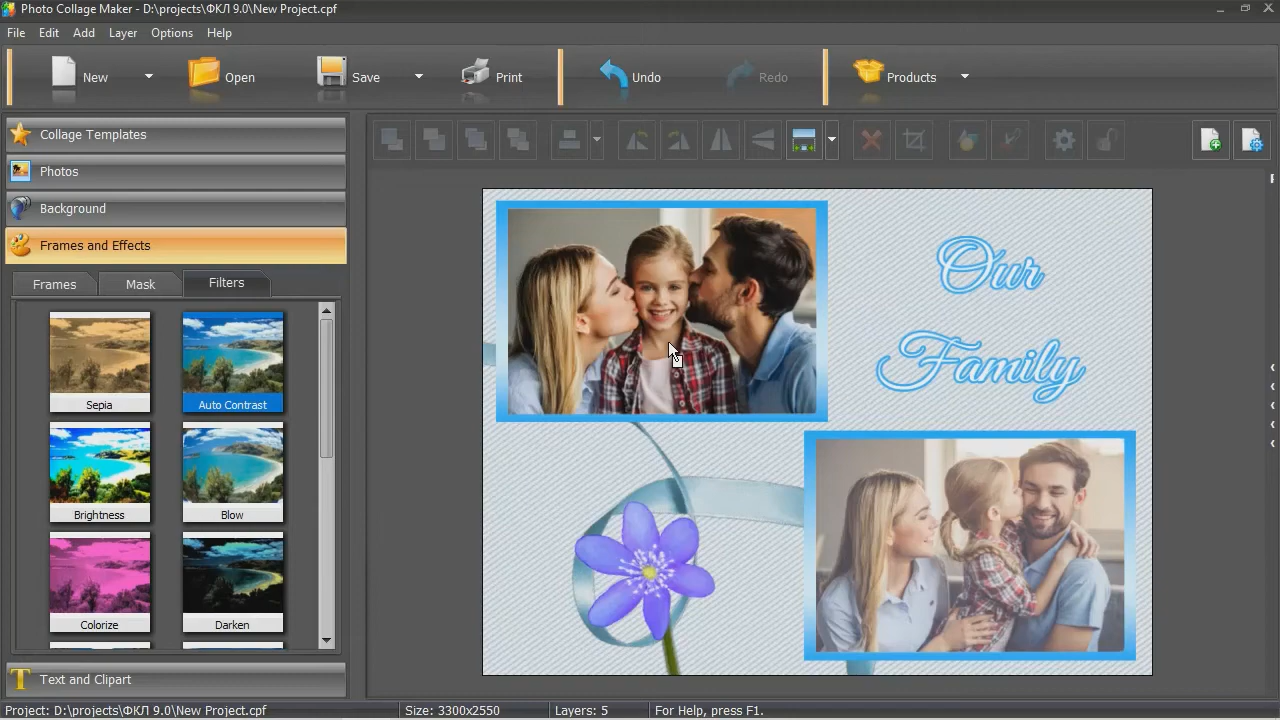 Photo Collage Maker - D:\projects\ФКЛ 9.0\New Project.cpf
File Edit Add Layer Options Help
New Open Save Print Undo Redo Products
Collage Templates
Photos
Background
Frames and Effects
Frames Mask Filters
Sepia Auto Contrast
Brightness Blow
Colorize Darken
Text and Clipart
Our
Family
Project: D:\projects\ФКЛ 9.0\New Project.cpf Size: 3300x2550 Layers: 5 For Help, press F1.